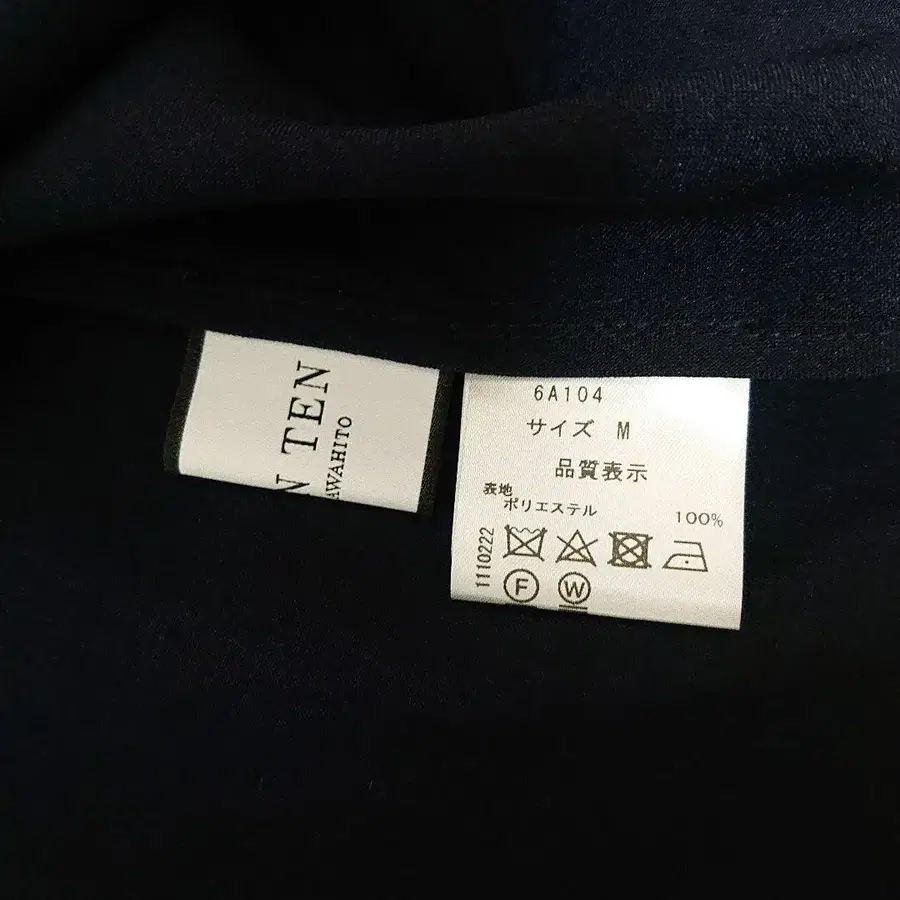 N TEN
AWAHITO
6A104
サイズ M
品質表示
表地
ポリエステル 100%
1110222
F W